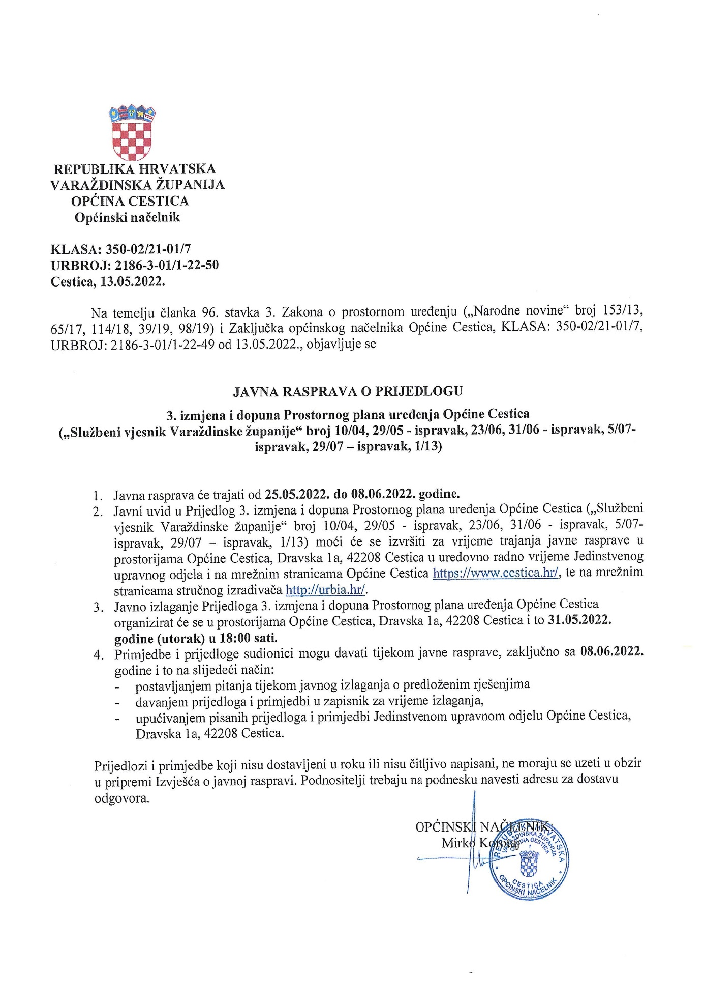 REPUBLIKA HRVATSKA
VARAŽDINSKA ŽUPANIJA
OPĆINA CESTICA
Općinski načelnik
KLASA: 350-02/21-01/7
URBROJ: 2186-3-01/1-22-50
Cestica, 13.05.2022.
Na temelju članka 96. stavka 3. Zakona o prostornom uređenju („Narodne novine“ broj 153/13,
65/17, 114/18, 39/19, 98/19) i Zaključka općinskog načelnika Općine Cestica, KLASA: 350-02/21-01/7,
URBROJ: 2186-3-01/1-22-49 od 13.05.2022., objavljuje se
JAVNA RASPRAVA O PRIJEDLOGU
3. izmjena i dopuna Prostornog plana uređenja Općine Cestica
(„Službeni vjesnik Varaždinske županije“ broj 10/04, 29/05 - ispravak, 23/06, 31/06 - ispravak, 5/07-
ispravak, 29/07 – ispravak, 1/13)
1. Javna rasprava će trajati od 25.05.2022. do 08.06.2022. godine.
2. Javni uvid u Prijedlog 3. izmjena i dopuna Prostornog plana uređenja Općine Cestica („Službeni
vjesnik Varaždinske županije“ broj 10/04, 29/05 - ispravak, 23/06, 31/06 - ispravak, 5/07-
ispravak, 29/07 – ispravak, 1/13) moći će se izvršiti za vrijeme trajanja javne rasprave u
prostorijama Općine Cestica, Dravska 1a, 42208 Cestica u uredovno radno vrijeme Jedinstvenog
upravnog odjela i na mrežnim stranicama Općine Cestica https://www.cestica.hr/, te na mrežnim
stranicama stručnog izrađivača http://urbia.hr/.
3. Javno izlaganje Prijedloga 3. izmjena i dopuna Prostornog plana uređenja Općine Cestica
organizirat će se u prostorijama Općine Cestica, Dravska 1a, 42208 Cestica i to 31.05.2022.
godine (utorak) u 18:00 sati.
4. Primjedbe i prijedloge sudionici mogu davati tijekom javne rasprave, zaključno sa 08.06.2022.
godine i to na slijedeći način:
- postavljanjem pitanja tijekom javnog izlaganja o predloženim rješenjima
- davanjem prijedloga i primjedbi u zapisnik za vrijeme izlaganja,
- upućivanjem pisanih prijedloga i primjedbi Jedinstvenom upravnom odjelu Općine Cestica,
Dravska 1a, 42208 Cestica.
Prijedlozi i primjedbe koji nisu dostavljeni u roku ili nisu čitljivo napisani, ne moraju se uzeti u obzir
u pripremi Izvješća o javnoj raspravi. Podnositelji trebaju na podnesku navesti adresu za dostavu
odgovora.
OPĆINSKI NAČELNIK:
Mirko Korotaj
REPUBLIKA HRVATSKA
VARAŽDINSKA ŽUPANIJA
OPĆINA CESTICA
1
CESTICA
OPĆINSKI NAČELNIK